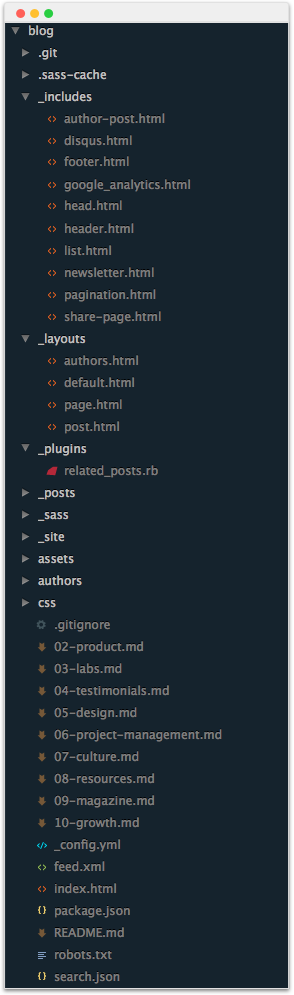 blog
.git
.sass-cache
_includes
author-post.html
disqus.html
footer.html
google_analytics.html
head.html
header.html
list.html
newsletter.html
pagination.html
share-page.html
_layouts
authors.html
default.html
page.html
post.html
_plugins
related_posts.rb
_posts
_sass
_site
assets
authors
css
.gitignore
02-product.md
03-labs.md
04-testimonials.md
05-design.md
06-project-management.md
07-culture.md
08-resources.md
09-magazine.md
10-growth.md
_config.yml
feed.xml
index.html
package.json
README.md
robots.txt
search.json